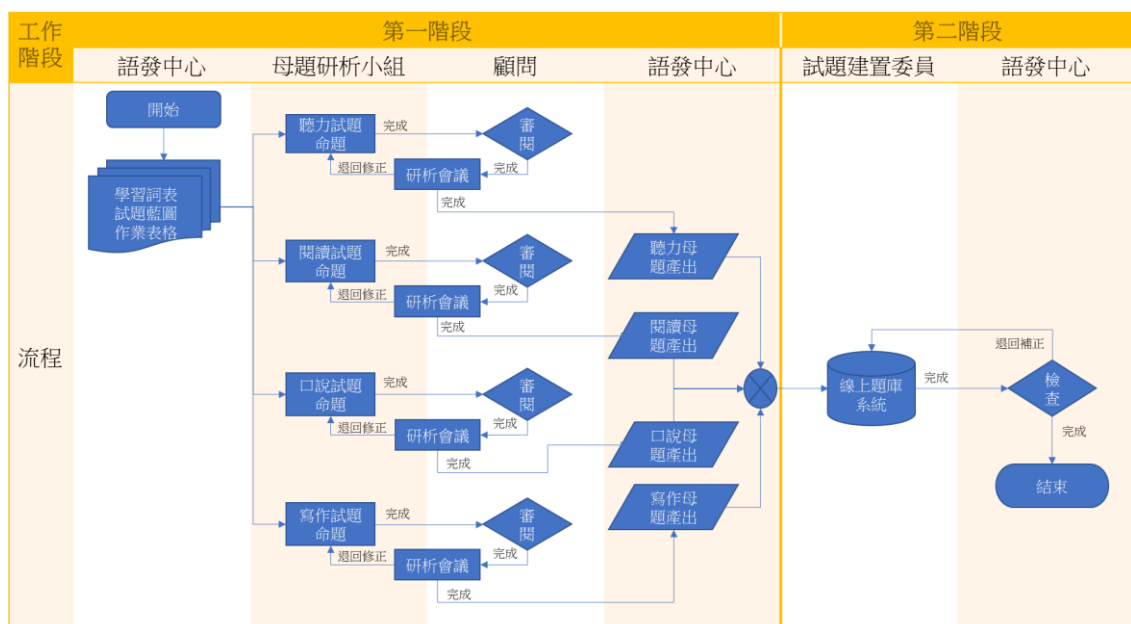 工作
階段
第一階段
第二階段
語發中心
母題研析小組
顧問
語發中心
試題建置委員
語發中心
流程
開始
學習詞表
試題藍圖
作業表格
聽力試題
命題
完成
審
閱
退回修正
研析會議
完成
完成
聽力母
題產出
閱讀試題
命題
完成
審
閱
退回修正
研析會議
完成
完成
閱讀母
題產出
口說試題
命題
完成
審
閱
退回修正
研析會議
完成
完成
口說母
題產出
寫作試題
命題
完成
審
閱
退回修正
研析會議
完成
完成
寫作母
題產出
線上題庫
系統
完成
退回補正
檢
查
完成
結束